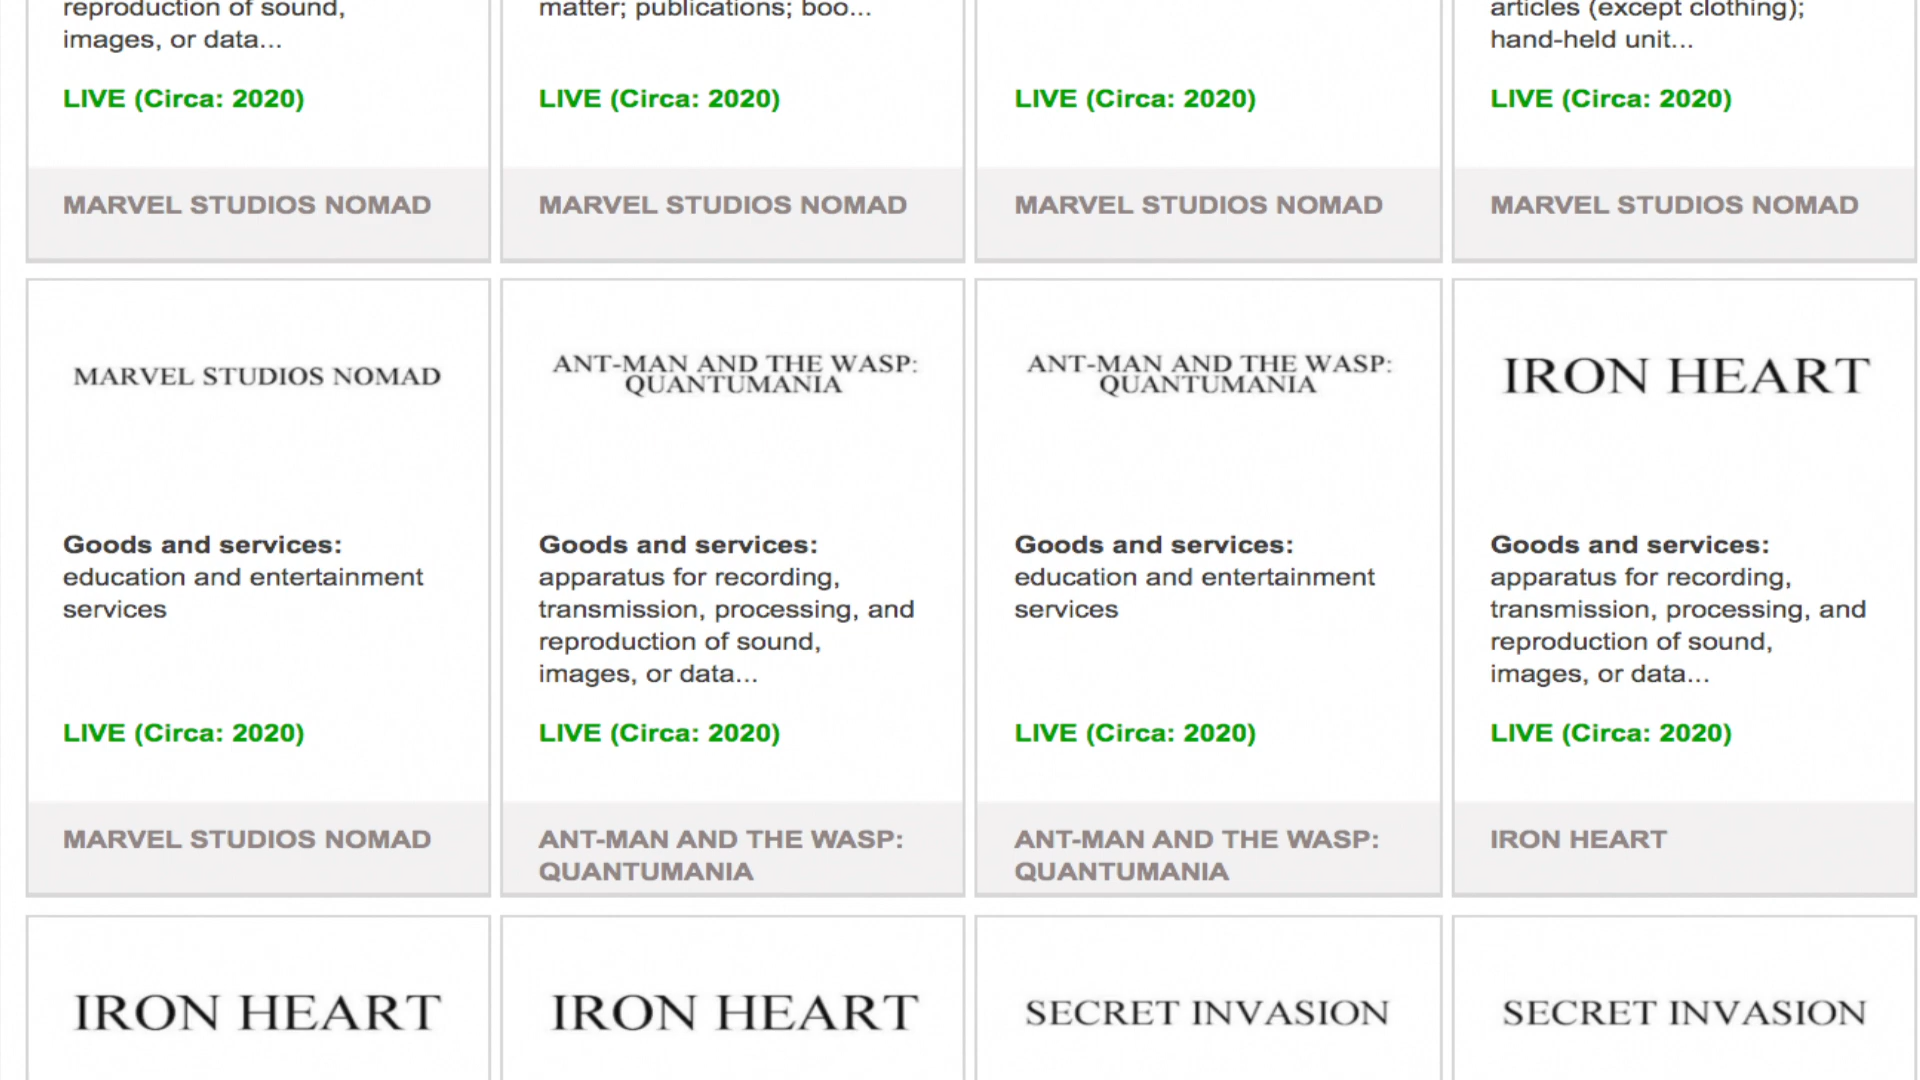 reproduction of sound,
images, or data...
LIVE (Circa: 2020)
MARVEL STUDIOS NOMAD
matter; publications; boo...
LIVE (Circa: 2020)
MARVEL STUDIOS NOMAD
LIVE (Circa: 2020)
MARVEL STUDIOS NOMAD
articles (except clothing);
hand-held unit...
LIVE (Circa: 2020)
MARVEL STUDIOS NOMAD
MARVEL STUDIOS NOMAD
Goods and services:
education and entertainment
services
LIVE (Circa: 2020)
MARVEL STUDIOS NOMAD
ANT-MAN AND THE WASP:
QUANTUMANIA
Goods and services:
apparatus for recording,
transmission, processing, and
reproduction of sound,
images, or data...
LIVE (Circa: 2020)
ANT-MAN AND THE WASP:
QUANTUMANIA
ANT-MAN AND THE WASP:
QUANTUMANIA
Goods and services:
education and entertainment
services
LIVE (Circa: 2020)
ANT-MAN AND THE WASP:
QUANTUMANIA
IRON HEART
Goods and services:
apparatus for recording,
transmission, processing, and
reproduction of sound,
images, or data...
LIVE (Circa: 2020)
IRON HEART
IRON HEART
IRON HEART
SECRET INVASION
SECRET INVASION